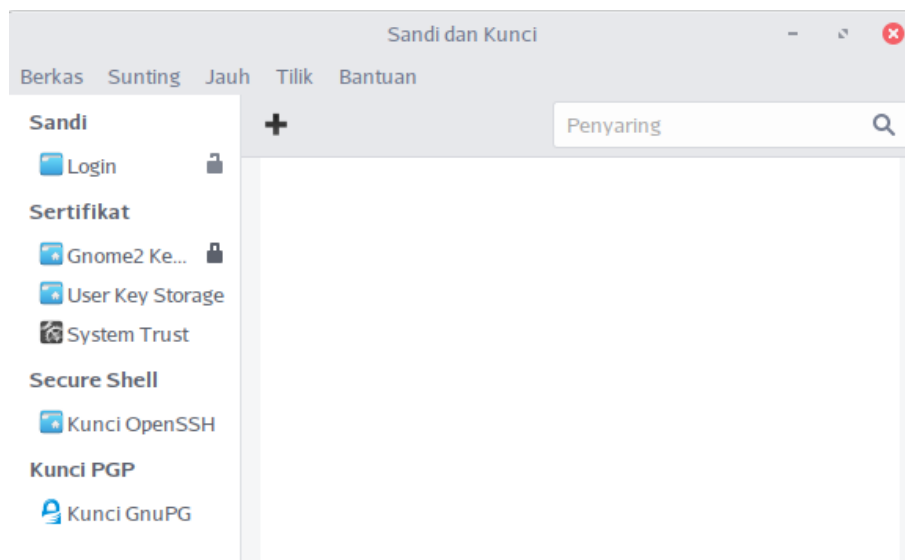 Sandi dan Kunci
Berkas Sunting Jauh Tilik Bantuan
Sandi
Penyaring
Login
Sertifikat
Gnome2 Ke...
User Key Storage
System Trust
Secure Shell
Kunci OpenSSH
Kunci PGP
Kunci GnuPG